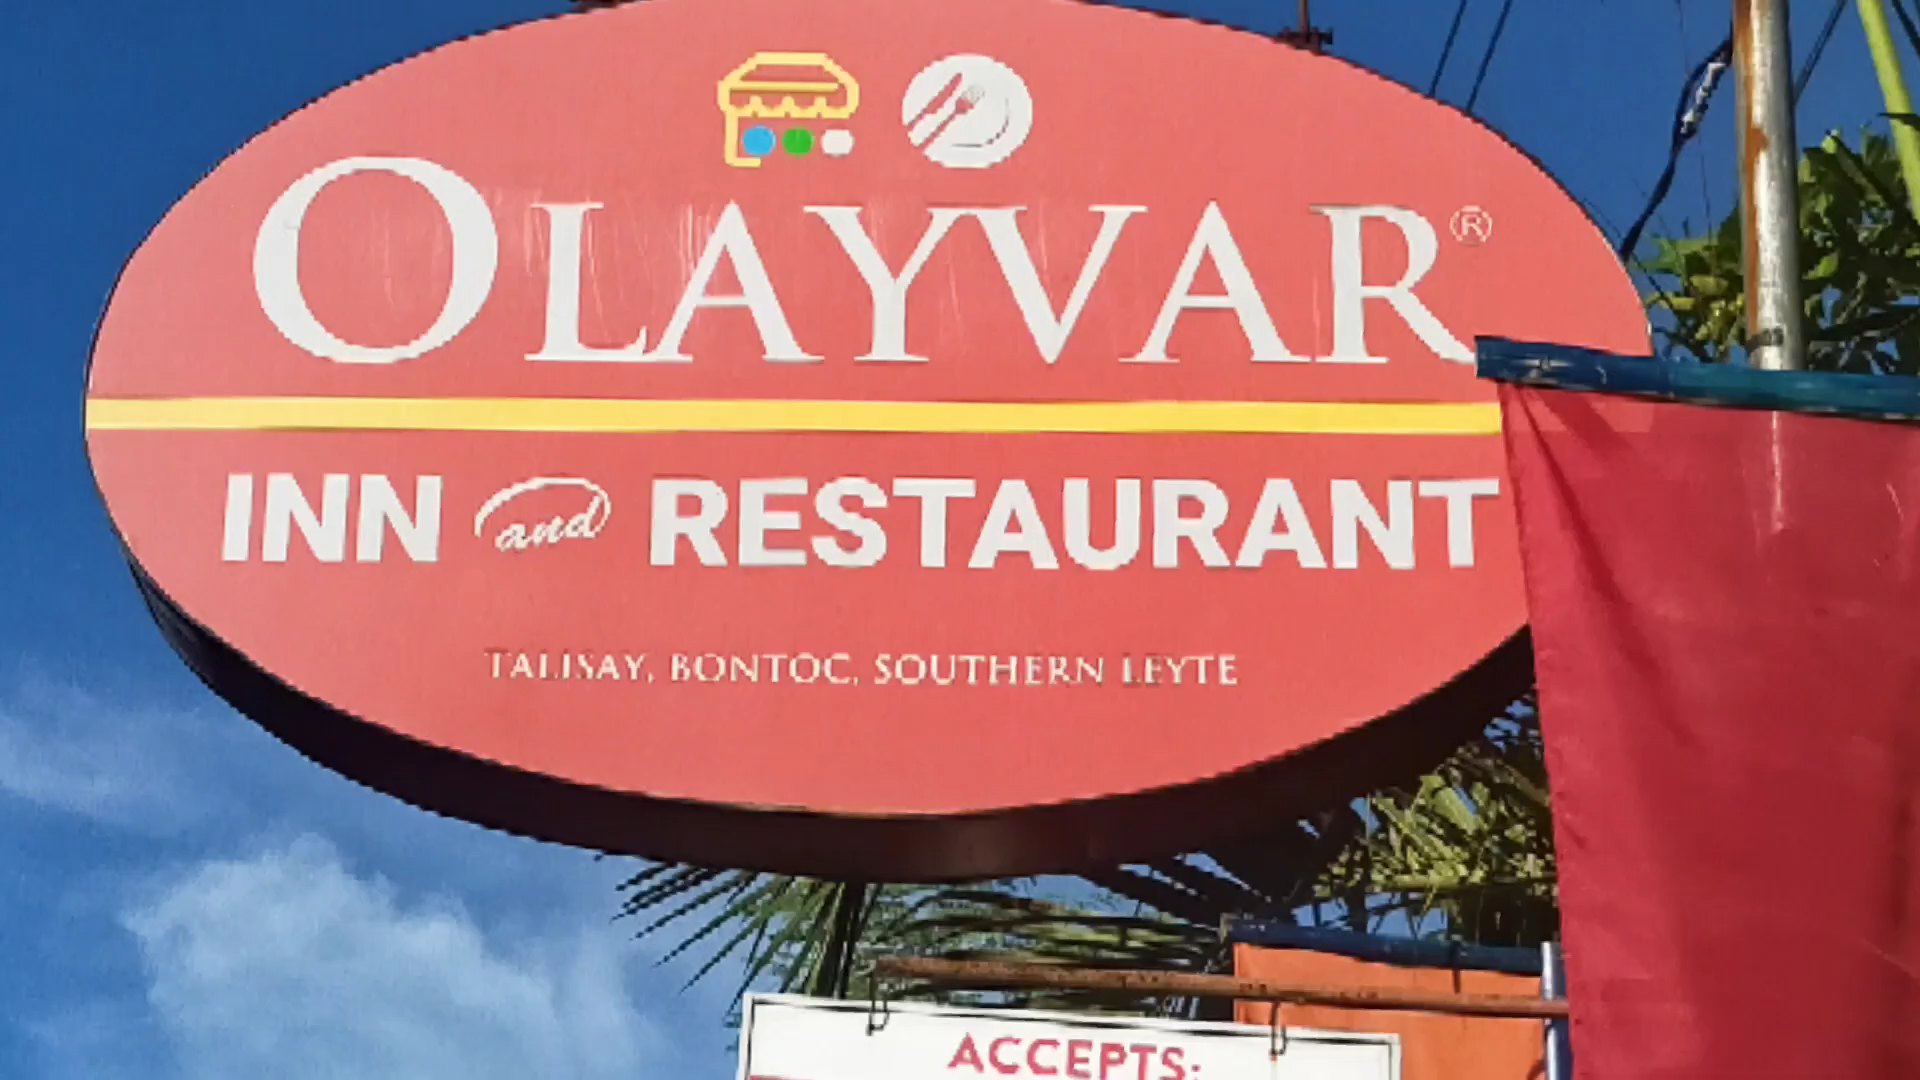 OLAYVAR®
INN and RESTAURANT
TALISAY, BONTOC, SOUTHERN LEYTE
ACCEPTS: